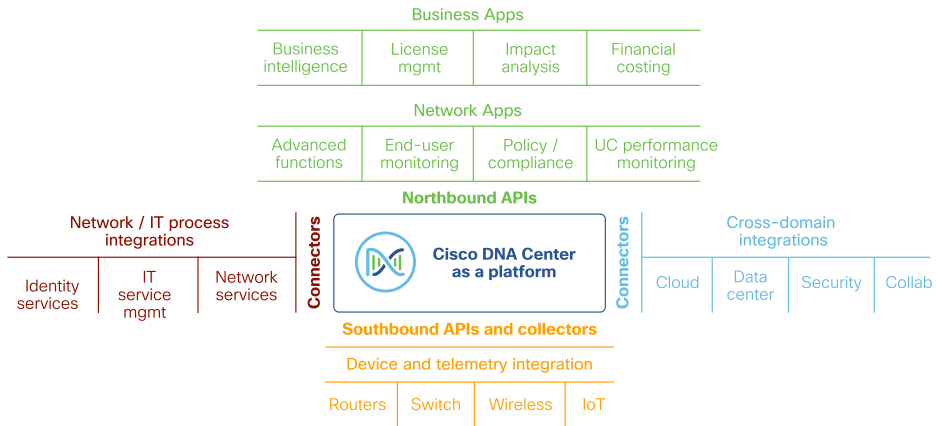 Business Apps
Business intelligence
License mgmt
Impact analysis
Financial costing
Network Apps
Advanced functions
End-user monitoring
Policy / compliance
UC performance monitoring
Northbound APIs
Network / IT process integrations
Identity services
IT service mgmt
Network services
Connectors
Cisco DNA Center
as a platform
Connectors
Cross-domain integrations
Cloud
Data center
Security
Collab
Southbound APIs and collectors
Device and telemetry integration
Routers
Switch
Wireless
IoT